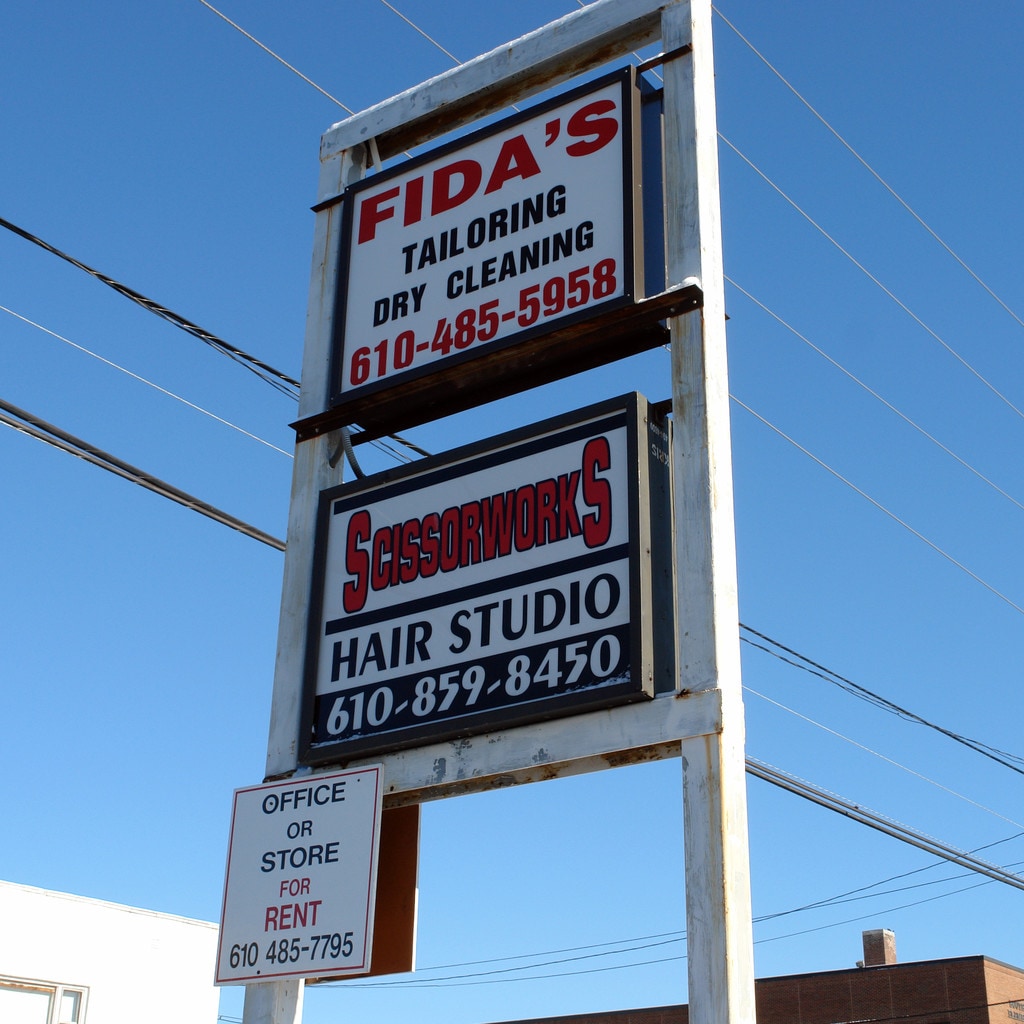 FIDA'S
TAILORING
DRY CLEANING
610-485-5958
SCISSORWORKS
HAIR STUDIO
610-859-8450
OFFICE
OR
STORE
FOR
RENT
610 485-7795